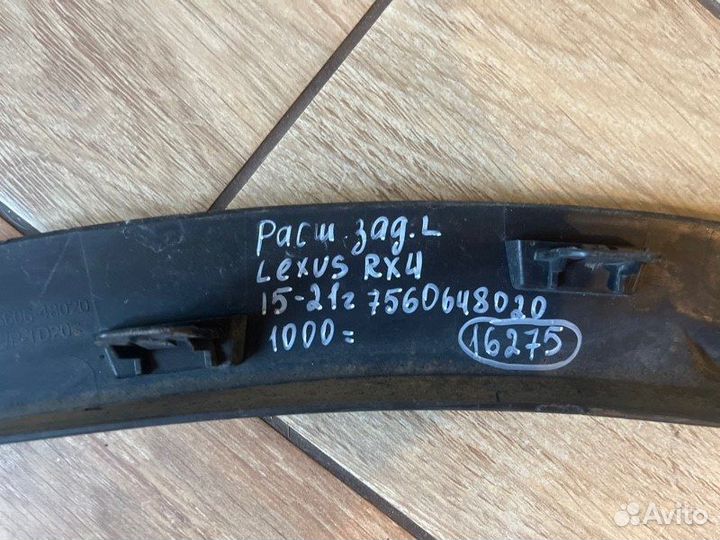 Расш. зад. L
Lexus RX4
15-21г 7560648020
1000=
16275
Avito